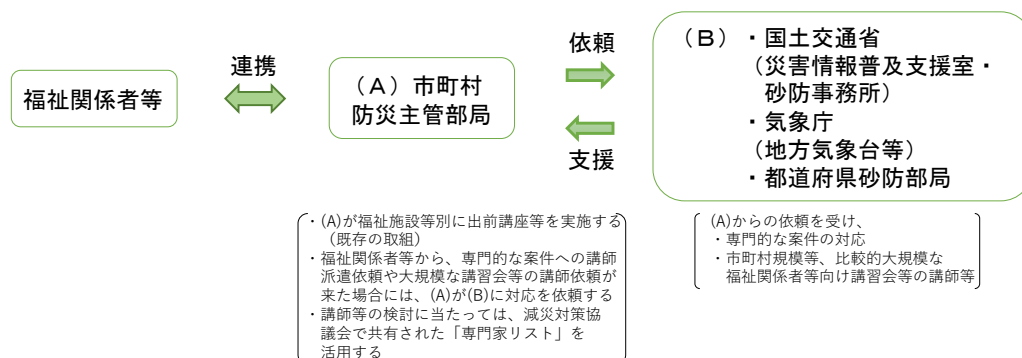 福祉関係者等
連携
（Ａ）市町村
防災主管部局
依頼
支援
（Ｂ）・国土交通省
（災害情報普及支援室・
砂防事務所）
・気象庁
（地方気象台等）
・都道府県砂防部局
・(A)が福祉施設等別に出前講座等を実施する
（既存の取組）
・福祉関係者等から、専門的な案件への講師
派遣依頼や大規模な講習会等の講師依頼が
来た場合には、(A)が(B)に対応を依頼する
・講師等の検討に当たっては、減災対策協
議会で共有された「専門家リスト」を
活用する
(A)からの依頼を受け、
・専門的な案件の対応
・市町村規模等、比較的大規模な
福祉関係者等向け講習会等の講師等